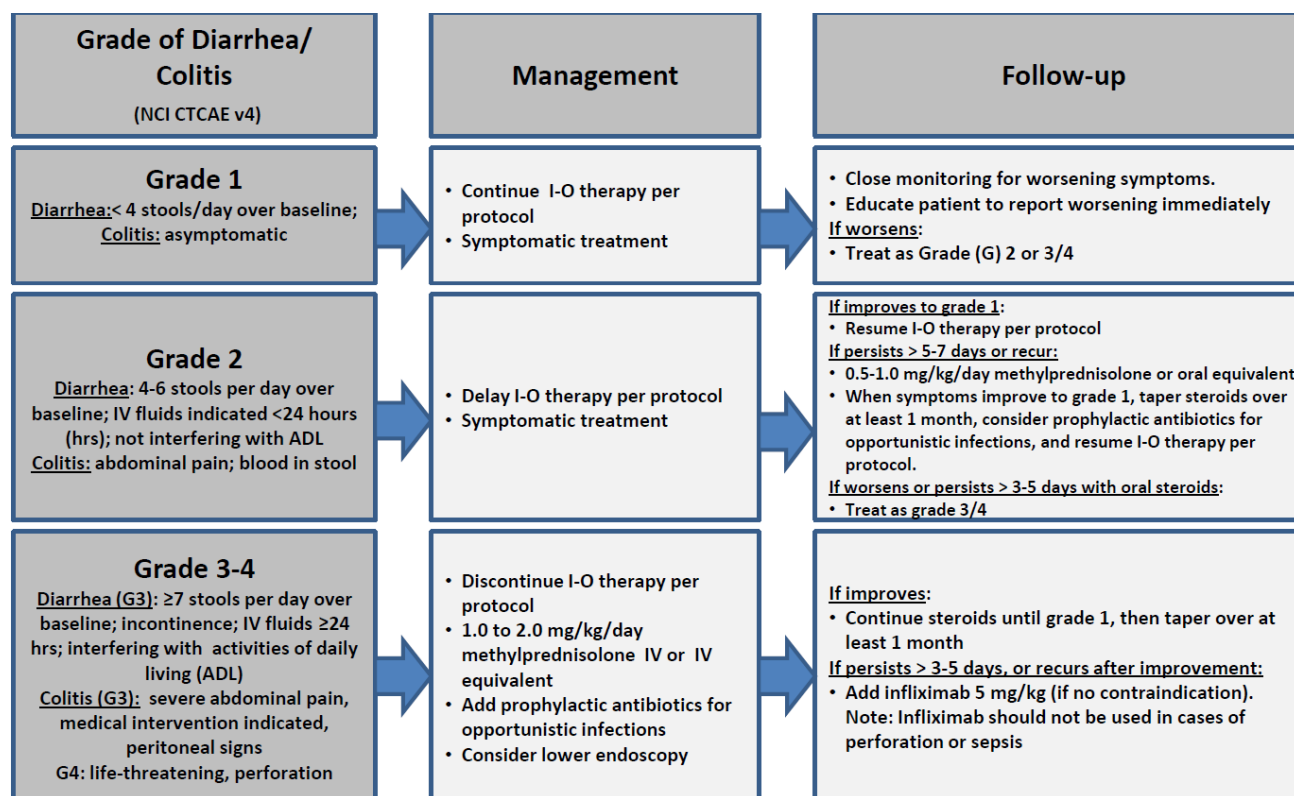 Grade of Diarrhea/
Colitis
(NCI CTCAE v4)
Management
Follow-up
Grade 1
Diarrhea:< 4 stools/day over baseline;
Colitis: asymptomatic
• Continue I-O therapy per
protocol
• Symptomatic treatment
• Close monitoring for worsening symptoms.
• Educate patient to report worsening immediately
If worsens:
• Treat as Grade (G) 2 or 3/4
Grade 2
Diarrhea: 4-6 stools per day over
baseline; IV fluids indicated <24 hours
(hrs); not interfering with ADL
Colitis: abdominal pain; blood in stool
• Delay I-O therapy per protocol
• Symptomatic treatment
If improves to grade 1:
• Resume I-O therapy per protocol
If persists > 5-7 days or recur:
• 0.5-1.0 mg/kg/day methylprednisolone or oral equivalent
• When symptoms improve to grade 1, taper steroids over
at least 1 month, consider prophylactic antibiotics for
opportunistic infections, and resume I-O therapy per
protocol.
If worsens or persists > 3-5 days with oral steroids:
• Treat as grade 3/4
Grade 3-4
Diarrhea (G3): ≥7 stools per day over
baseline; incontinence; IV fluids ≥24
hrs; interfering with activities of daily
living (ADL)
Colitis (G3): severe abdominal pain,
medical intervention indicated,
peritoneal signs
G4: life-threatening, perforation
• Discontinue I-O therapy per
protocol
• 1.0 to 2.0 mg/kg/day
methylprednisolone IV or IV
equivalent
• Add prophylactic antibiotics for
opportunistic infections
• Consider lower endoscopy
If improves:
• Continue steroids until grade 1, then taper over at
least 1 month
If persists > 3-5 days, or recurs after improvement:
• Add infliximab 5 mg/kg (if no contraindication).
Note: Infliximab should not be used in cases of
perforation or sepsis